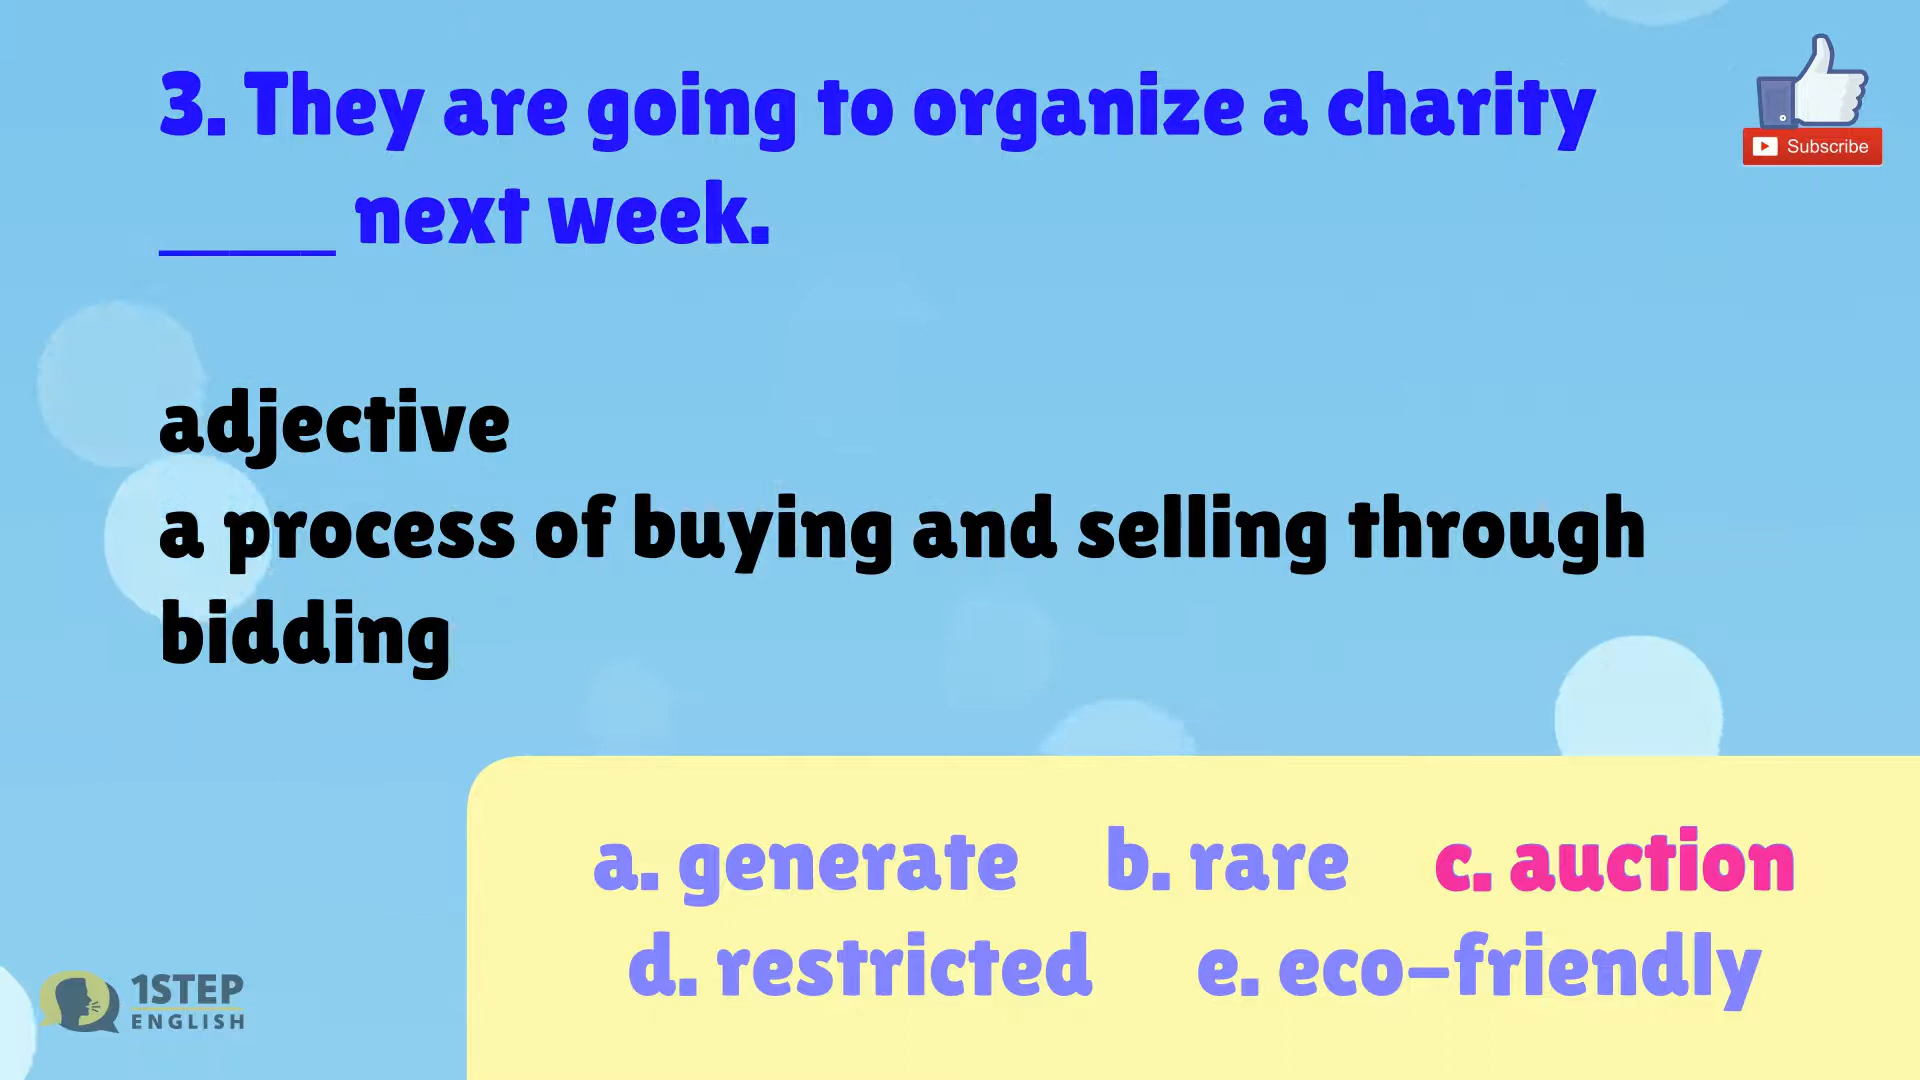 3. They are going to organize a charity
_____ next week.
Subscribe
adjective
a process of buying and selling through
bidding
a. generate b. rare c. auction
d. restricted e. eco-friendly
1STEP
ENGLISH